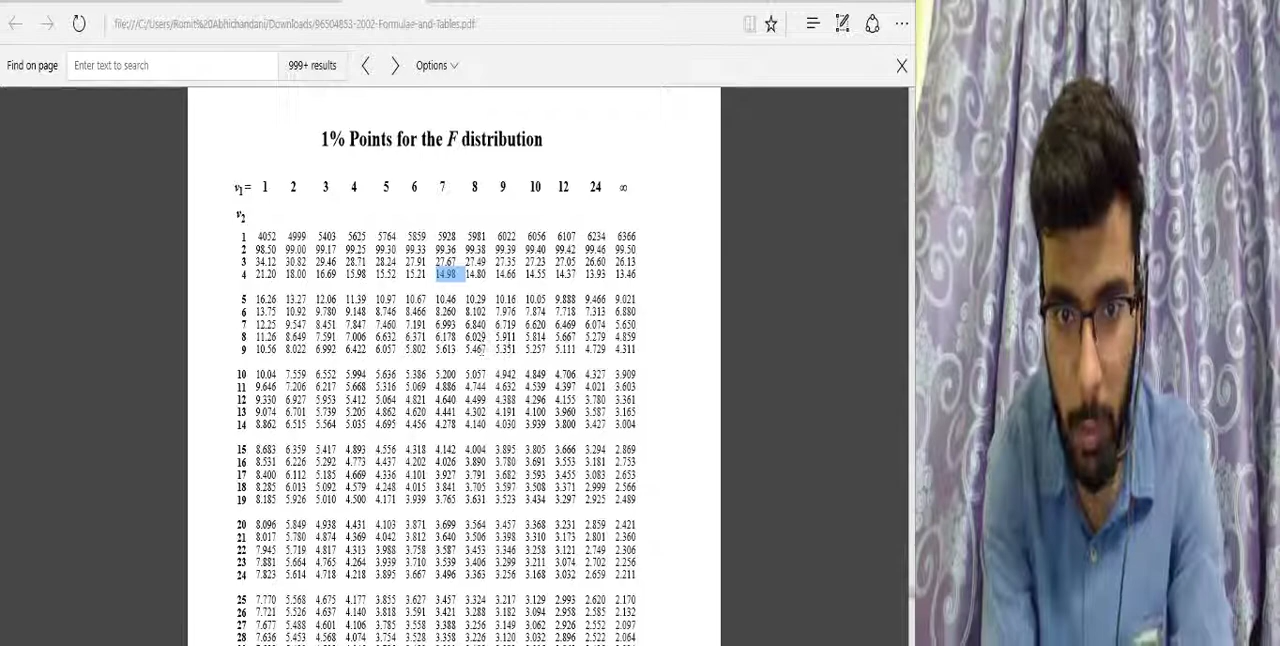 file:///C:/Users/Romit%20Abhichandani/Downloads/96504853-2002-Formulae-and-Tables.pdf
Find on page Enter text to search 999+ results Options
1% Points for the F distribution
ν1= 1 2 3 4 5 6 7 8 9 10 12 24 ∞
ν2
1 4052 4999 5403 5625 5764 5859 5928 5981 6022 6056 6107 6234 6366
2 98.50 99.00 99.17 99.25 99.30 99.33 99.36 99.38 99.39 99.40 99.42 99.46 99.50
3 34.12 30.82 29.46 28.71 28.24 27.91 27.67 27.49 27.35 27.23 27.05 26.60 26.13
4 21.20 18.00 16.69 15.98 15.52 15.21 14.98 14.80 14.66 14.55 14.37 13.93 13.46
5 16.26 13.27 12.06 11.39 10.97 10.67 10.46 10.29 10.16 10.05 9.888 9.466 9.021
6 13.75 10.92 9.780 9.148 8.746 8.466 8.260 8.102 7.976 7.874 7.718 7.313 6.880
7 12.25 9.547 8.451 7.847 7.460 7.191 6.993 6.840 6.719 6.620 6.469 6.074 5.650
8 11.26 8.649 7.591 7.006 6.632 6.371 6.178 6.029 5.911 5.814 5.667 5.279 4.859
9 10.56 8.022 6.992 6.422 6.057 5.802 5.613 5.467 5.351 5.257 5.111 4.729 4.311
10 10.04 7.559 6.552 5.994 5.636 5.386 5.200 5.057 4.942 4.849 4.706 4.327 3.909
11 9.646 7.206 6.217 5.668 5.316 5.069 4.886 4.744 4.632 4.539 4.397 4.021 3.603
12 9.330 6.927 5.953 5.412 5.064 4.821 4.640 4.499 4.388 4.296 4.155 3.780 3.361
13 9.074 6.701 5.739 5.205 4.862 4.620 4.441 4.302 4.191 4.100 3.960 3.587 3.165
14 8.862 6.515 5.564 5.035 4.695 4.456 4.278 4.140 4.030 3.939 3.800 3.427 3.004
15 8.683 6.359 5.417 4.893 4.556 4.318 4.142 4.004 3.895 3.805 3.666 3.294 2.869
16 8.531 6.226 5.292 4.773 4.437 4.202 4.026 3.890 3.780 3.691 3.553 3.181 2.753
17 8.400 6.112 5.185 4.669 4.336 4.101 3.927 3.791 3.682 3.593 3.455 3.083 2.653
18 8.285 6.013 5.092 4.579 4.248 4.015 3.841 3.705 3.597 3.508 3.371 2.999 2.566
19 8.185 5.926 5.010 4.500 4.171 3.939 3.765 3.631 3.523 3.434 3.297 2.925 2.489
20 8.096 5.849 4.938 4.431 4.103 3.871 3.699 3.564 3.457 3.368 3.231 2.859 2.421
21 8.017 5.780 4.874 4.369 4.042 3.812 3.640 3.506 3.398 3.310 3.173 2.801 2.360
22 7.945 5.719 4.817 4.313 3.988 3.758 3.587 3.453 3.346 3.258 3.121 2.749 2.306
23 7.881 5.664 4.765 4.264 3.939 3.710 3.539 3.406 3.299 3.211 3.074 2.702 2.256
24 7.823 5.614 4.718 4.218 3.895 3.667 3.496 3.363 3.256 3.168 3.032 2.659 2.211
25 7.770 5.568 4.675 4.177 3.855 3.627 3.457 3.324 3.217 3.129 2.993 2.620 2.170
26 7.721 5.526 4.637 4.140 3.818 3.591 3.421 3.288 3.182 3.094 2.958 2.585 2.132
27 7.677 5.488 4.601 4.106 3.785 3.558 3.388 3.256 3.149 3.062 2.926 2.552 2.097
28 7.636 5.453 4.568 4.074 3.754 3.528 3.358 3.226 3.120 3.032 2.896 2.522 2.064